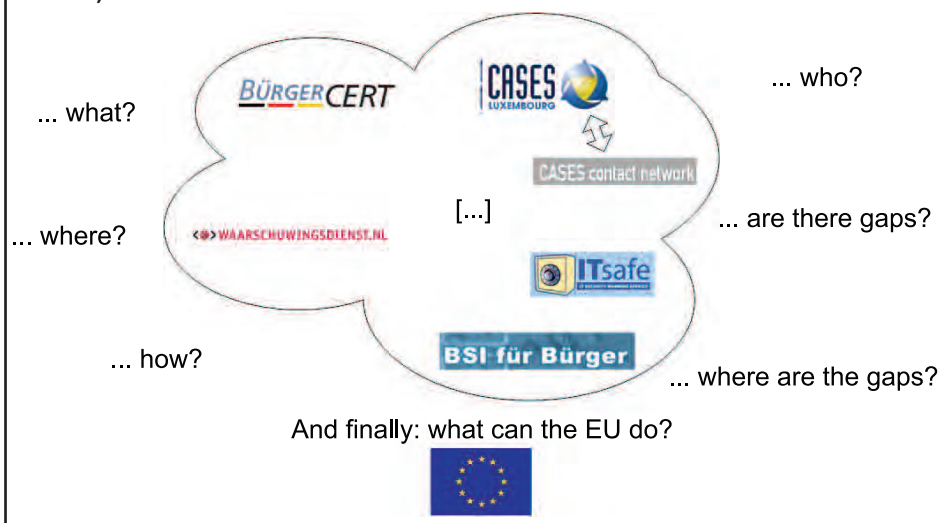 BÜRGERCERT
CASES
LUXEMBOURG
... who?
... what?
CASES contact network
[...]
... are there gaps?
... where?
WAARSCHUWINGSDIENST.NL
ITsafe
... how?
BSI für Bürger
... where are the gaps?
And finally: what can the EU do?